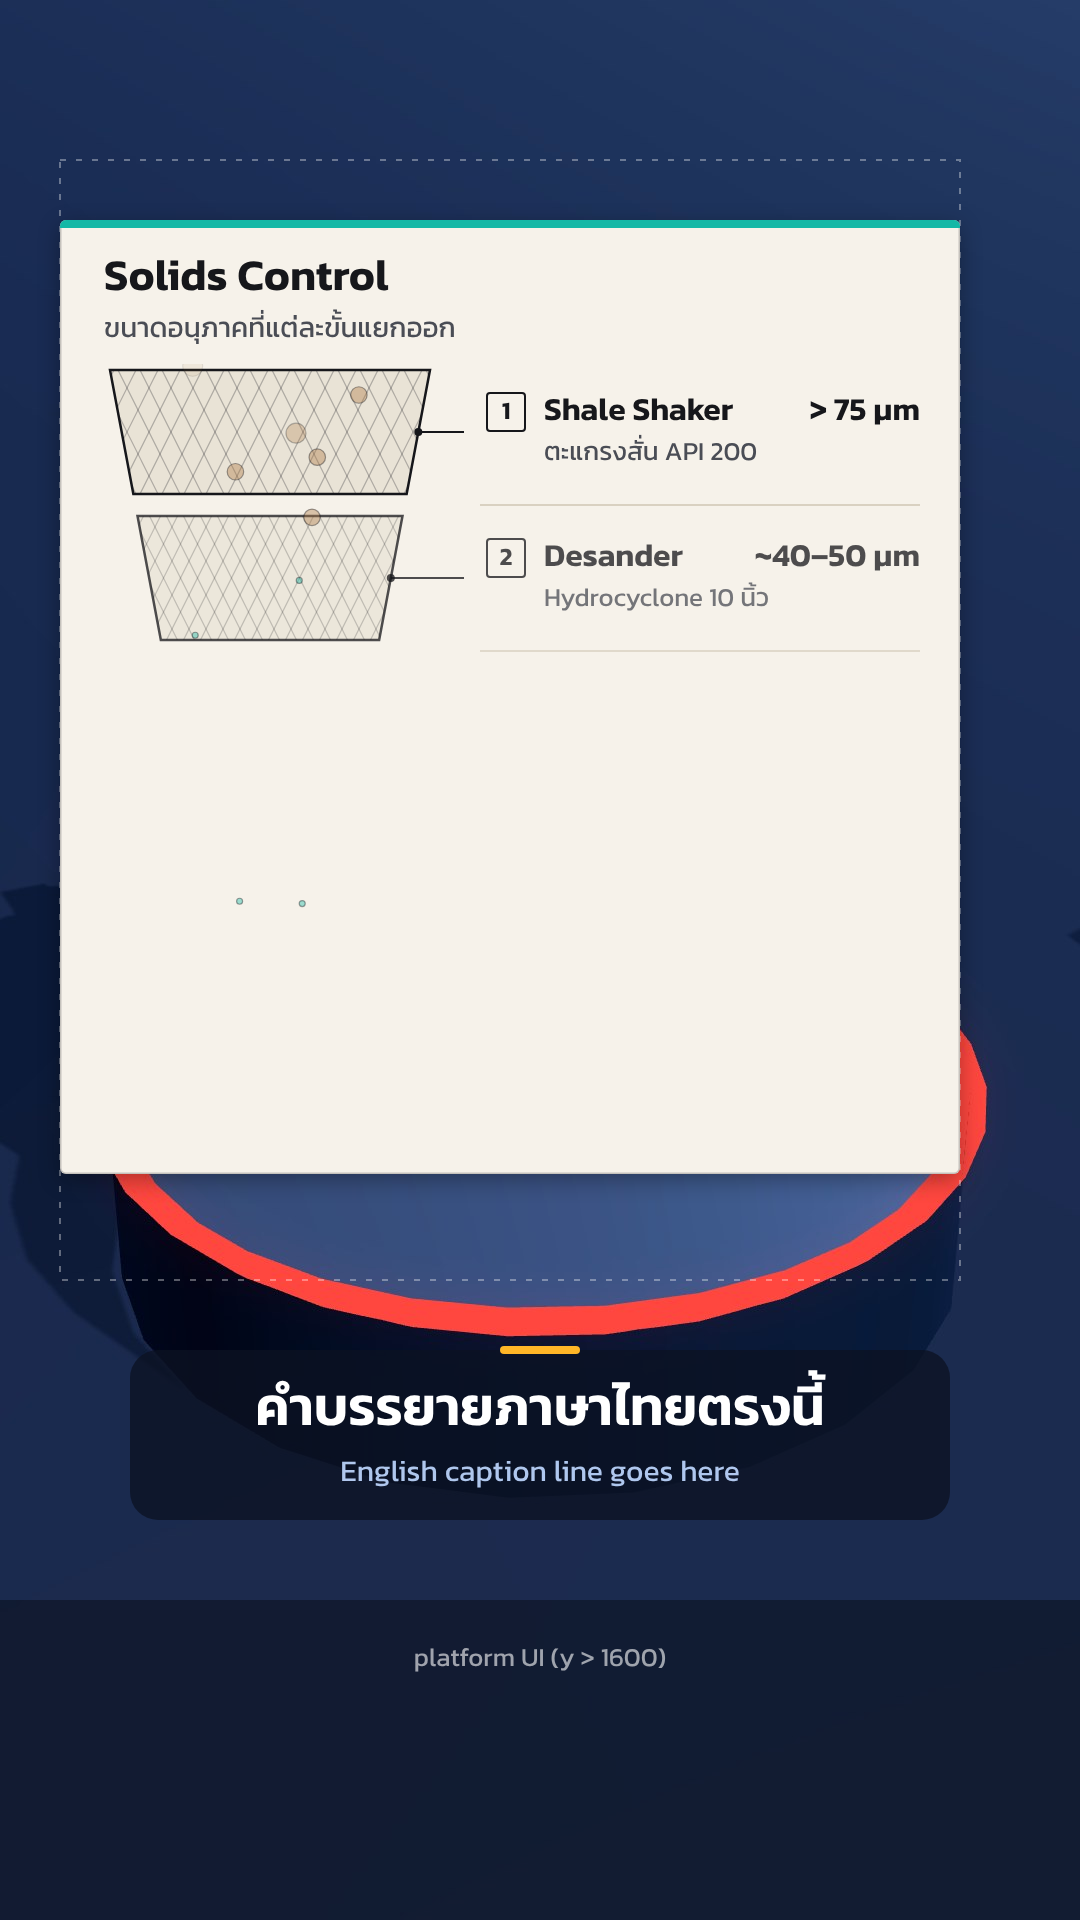 Solids Control
ขนาดอนุภาคที่แต่ละขั้นแยกออก
1 Shale Shaker > 75 µm
ตะแกรงสั่น API 200
2 Desander ~40–50 µm
Hydrocyclone 10 นิ้ว
คำบรรยายภาษาไทยตรงนี้
English caption line goes here
platform UI (y > 1600)